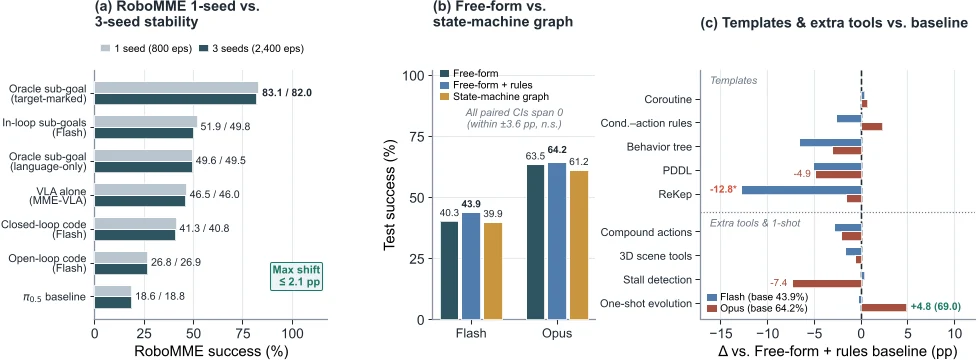 (a) RoboMME 1-seed vs.
3-seed stability
1 seed (800 eps)
3 seeds (2,400 eps)
Oracle sub-goal
(target-marked)
83.1 / 82.0
In-loop sub-goals
(Flash)
51.9 / 49.8
Oracle sub-goal
(language-only)
49.6 / 49.5
VLA alone
(MME-VLA)
46.5 / 46.0
Closed-loop code
(Flash)
41.3 / 40.8
Open-loop code
(Flash)
26.8 / 26.9
π0.5 baseline
18.6 / 18.8
Max shift
≤ 2.1 pp
0 25 50 75 100
RoboMME success (%)
(b) Free-form vs.
state-machine graph
Free-form
Free-form + rules
State-machine graph
All paired CIs span 0
(within ±3.6 pp, n.s.)
Test success (%)
100
75
50
25
0
40.3 43.9 39.9
63.5 64.2 61.2
Flash Opus
(c) Templates & extra tools vs. baseline
Templates
Coroutine
Cond.–action rules
Behavior tree
PDDL
-4.9
ReKep
-12.8*
Extra tools & 1-shot
Compound actions
3D scene tools
Stall detection
-7.4
One-shot evolution
+4.8 (69.0)
Flash (base 43.9%)
Opus (base 64.2%)
−15 −10 −5 0 5 10
Δ vs. Free-form + rules baseline (pp)